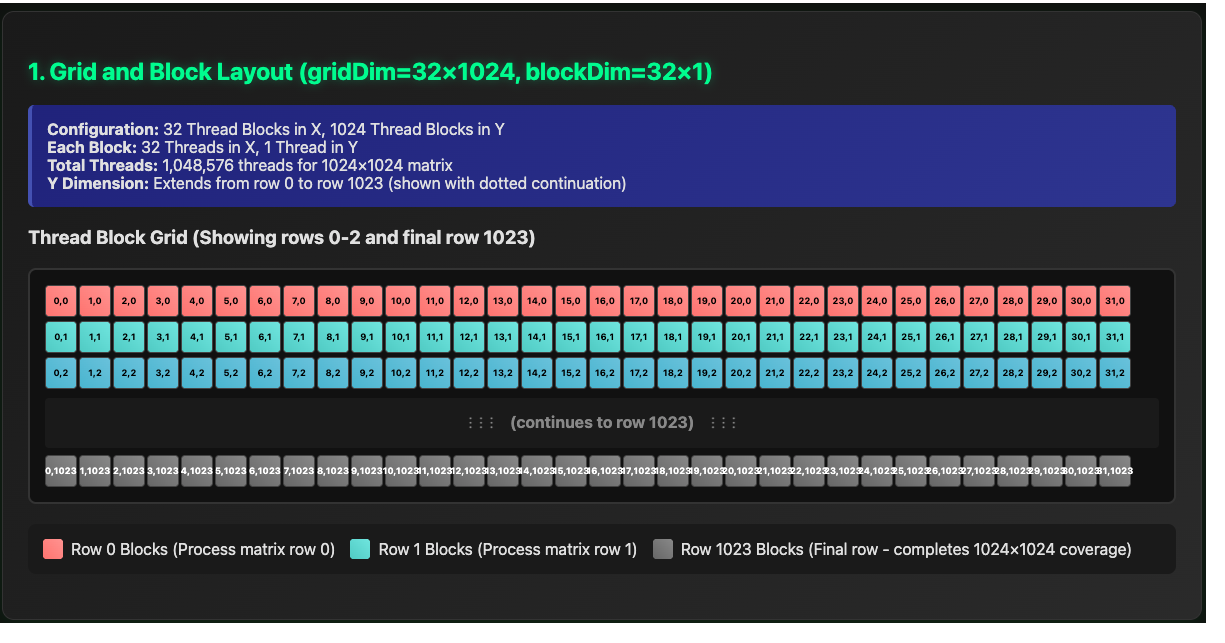 1. Grid and Block Layout (gridDim=32×1024, blockDim=32×1)
Configuration: 32 Thread Blocks in X, 1024 Thread Blocks in Y
Each Block: 32 Threads in X, 1 Thread in Y
Total Threads: 1,048,576 threads for 1024×1024 matrix
Y Dimension: Extends from row 0 to row 1023 (shown with dotted continuation)
Thread Block Grid (Showing rows 0-2 and final row 1023)
0,0 1,0 2,0 3,0 4,0 5,0 6,0 7,0 8,0 9,0 10,0 11,0 12,0 13,0 14,0 15,0 16,0 17,0 18,0 19,0 20,0 21,0 22,0 23,0 24,0 25,0 26,0 27,0 28,0 29,0 30,0 31,0
0,1 1,1 2,1 3,1 4,1 5,1 6,1 7,1 8,1 9,1 10,1 11,1 12,1 13,1 14,1 15,1 16,1 17,1 18,1 19,1 20,1 21,1 22,1 23,1 24,1 25,1 26,1 27,1 28,1 29,1 30,1 31,1
0,2 1,2 2,2 3,2 4,2 5,2 6,2 7,2 8,2 9,2 10,2 11,2 12,2 13,2 14,2 15,2 16,2 17,2 18,2 19,2 20,2 21,2 22,2 23,2 24,2 25,2 26,2 27,2 28,2 29,2 30,2 31,2
⋮⋮⋮ (continues to row 1023) ⋮⋮⋮
0,1023 1,1023 2,1023 3,1023 4,1023 5,1023 6,1023 7,1023 8,1023 9,1023 10,1023 11,1023 12,1023 13,1023 14,1023 15,1023 16,1023 17,1023 18,1023 19,1023 20,1023 21,1023 22,1023 23,1023 24,1023 25,1023 26,1023 27,1023 28,1023 29,1023 30,1023 31,1023
Row 0 Blocks (Process matrix row 0) Row 1 Blocks (Process matrix row 1) Row 1023 Blocks (Final row - completes 1024×1024 coverage)